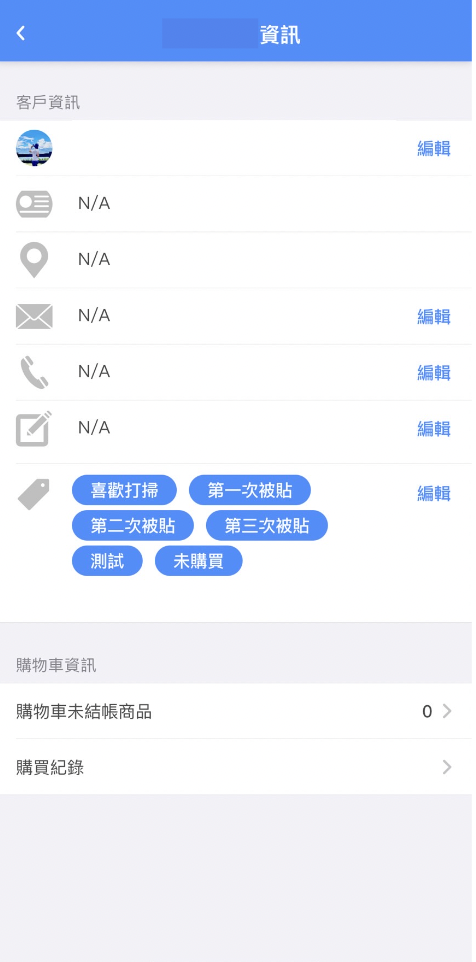 資訊
客戶資訊
編輯
N/A
N/A
N/A 編輯
N/A 編輯
N/A 編輯
喜歡打掃 第一次被貼 編輯
第二次被貼 第三次被貼
測試 未購買
購物車資訊
購物車未結帳商品 0
購買紀錄